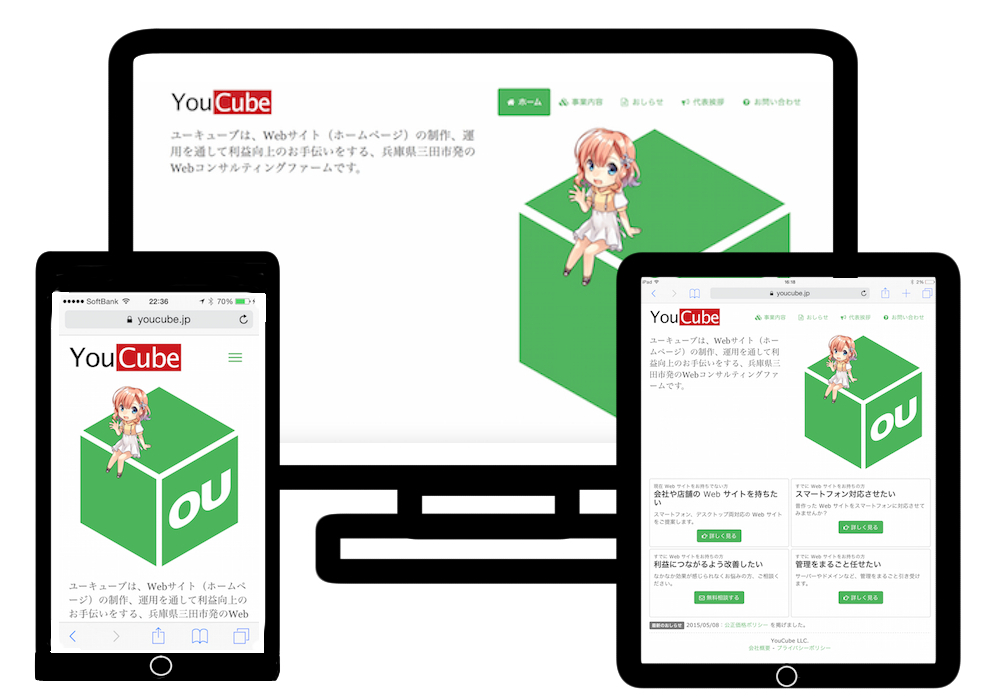 YouCube
ホーム 事業内容 おしらせ 代表挨拶 お問い合わせ
ユーキューブは、Webサイト（ホームページ）の制作、運
用を通して利益向上のお手伝いをする、兵庫県三田市発の
Webコンサルティングファームです。
SoftBank 22:36 70%
youcube.jp
YouCube
OU
ユーキューブは、Webサイト（ホームペ
ージ）の制作、運用を通して利益向上の
お手伝いをする、兵庫県三田市発のWeb
iPad 16:18 2%
youcube.jp
YouCube
事業内容 おしらせ 代表挨拶 お問い合わせ
ユーキューブは、Webサイト（ホー
ムページ）の制作、運用を通して利
益向上のお手伝いをする、兵庫県三
田市発のWebコンサルティングファ
ームです。
OU
現在 Web サイトをお持ちでない方
会社や店舗の Web サイトを持ちた
い
スマートフォン、デスクトップ両対応の Web サイト
をご提案します。
詳しく見る
すでに Web サイトをお持ちの方
スマートフォン対応させたい
昔作った Web サイトをスマートフォンに対応させて
みませんか？
詳しく見る
すでに Web サイトをお持ちの方
利益につながるよう改善したい
なかなか効果が感じられなくお悩みの方、ご相談く
ださい。
無料相談する
すでに Web サイトをお持ちの方
管理をまるごと任せたい
サーバーやドメインなど、管理をまるごと引き受け
ます。
詳しく見る
最新のおしらせ 2015/05/08：公正価格ポリシー を掲げました。
YouCube LLC.
会社概要 - プライバシーポリシー